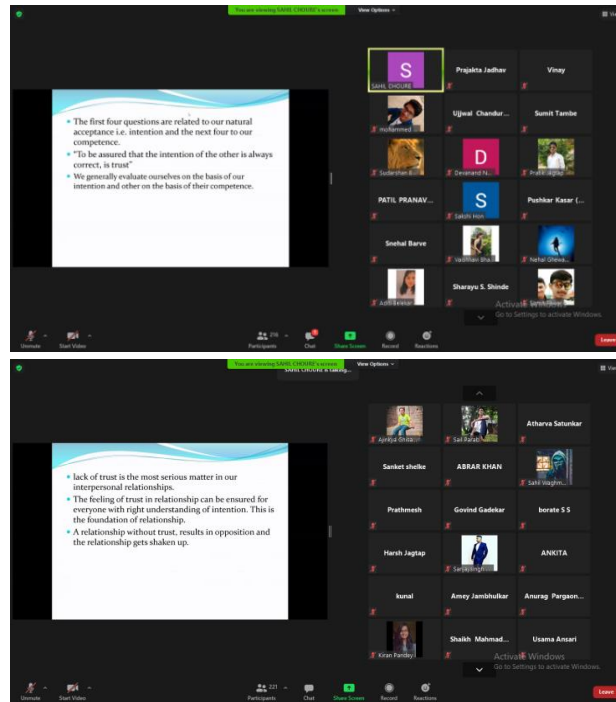 You are viewing SAHIL CHOURE's screen
View Options
The first four questions are related to our natural
acceptance i.e. intention and the next four to our
competence.
"To be assured that the intention of the other is always
correct, is trust"
We generally evaluate ourselves on the basis of our
intention and other on the basis of their competence.
S
SAHIL CHOURE
Prajakta Jadhav
Vinay
mohammed
Ujjwal Chandur...
Sumit Tambe
D
Devanand N...
PATIL PRANAV...
S
Sakshi Hon
Pushkar Kasar (...
Snehal Barve
Sharayu S. Shinde
Activate Windows
Go to Settings to activate Windows.
Unmute
Start Video
216
Participants
Chat
Share Screen
Record
Reactions
Leave
You are viewing SAHIL CHOURE's screen
View Options
lack of trust is the most serious matter in our
interpersonal relationships.
The feeling of trust in relationship can be ensured for
everyone with right understanding of intention. This is
the foundation of relationship.
A relationship without trust, results in opposition and
the relationship gets shaken up.
Sail Parab
Atharva Satunkar
Sanket shelke
ABRAR KHAN
Sahil Waghm...
Prathmesh
Govind Gadekar
borate S S
Harsh Jagtap
ANKITA
kunal
Amey Jambhulkar
Anurag Pargaon...
Kiran Pandey
Shaikh Mahmad...
Usama Ansari
Activate Windows
Go to Settings to activate Windows.
Unmute
Start Video
221
Participants
Chat
Share Screen
Record
Reactions
Leave